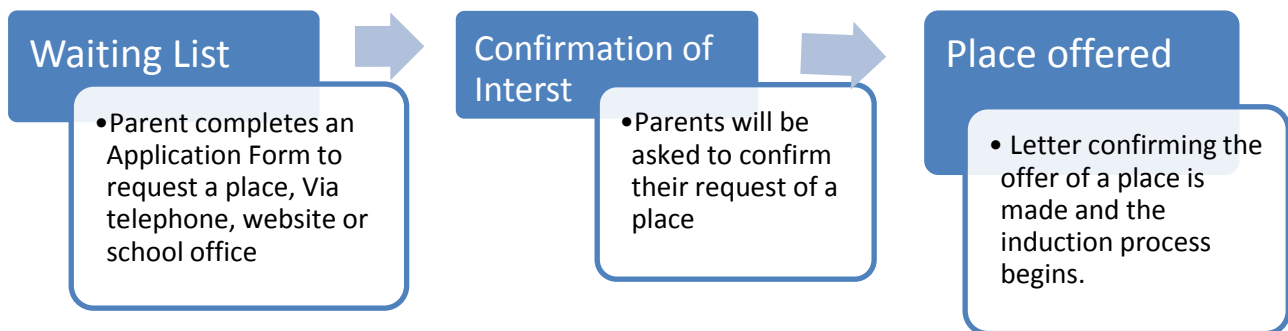 Waiting List
•Parent completes an
Application Form to
request a place, Via
telephone, website or
school office
Confirmation of
Interst
•Parents will be
asked to confirm
their request of a
place
Place offered
• Letter confirming the
offer of a place is
made and the
induction process
begins.